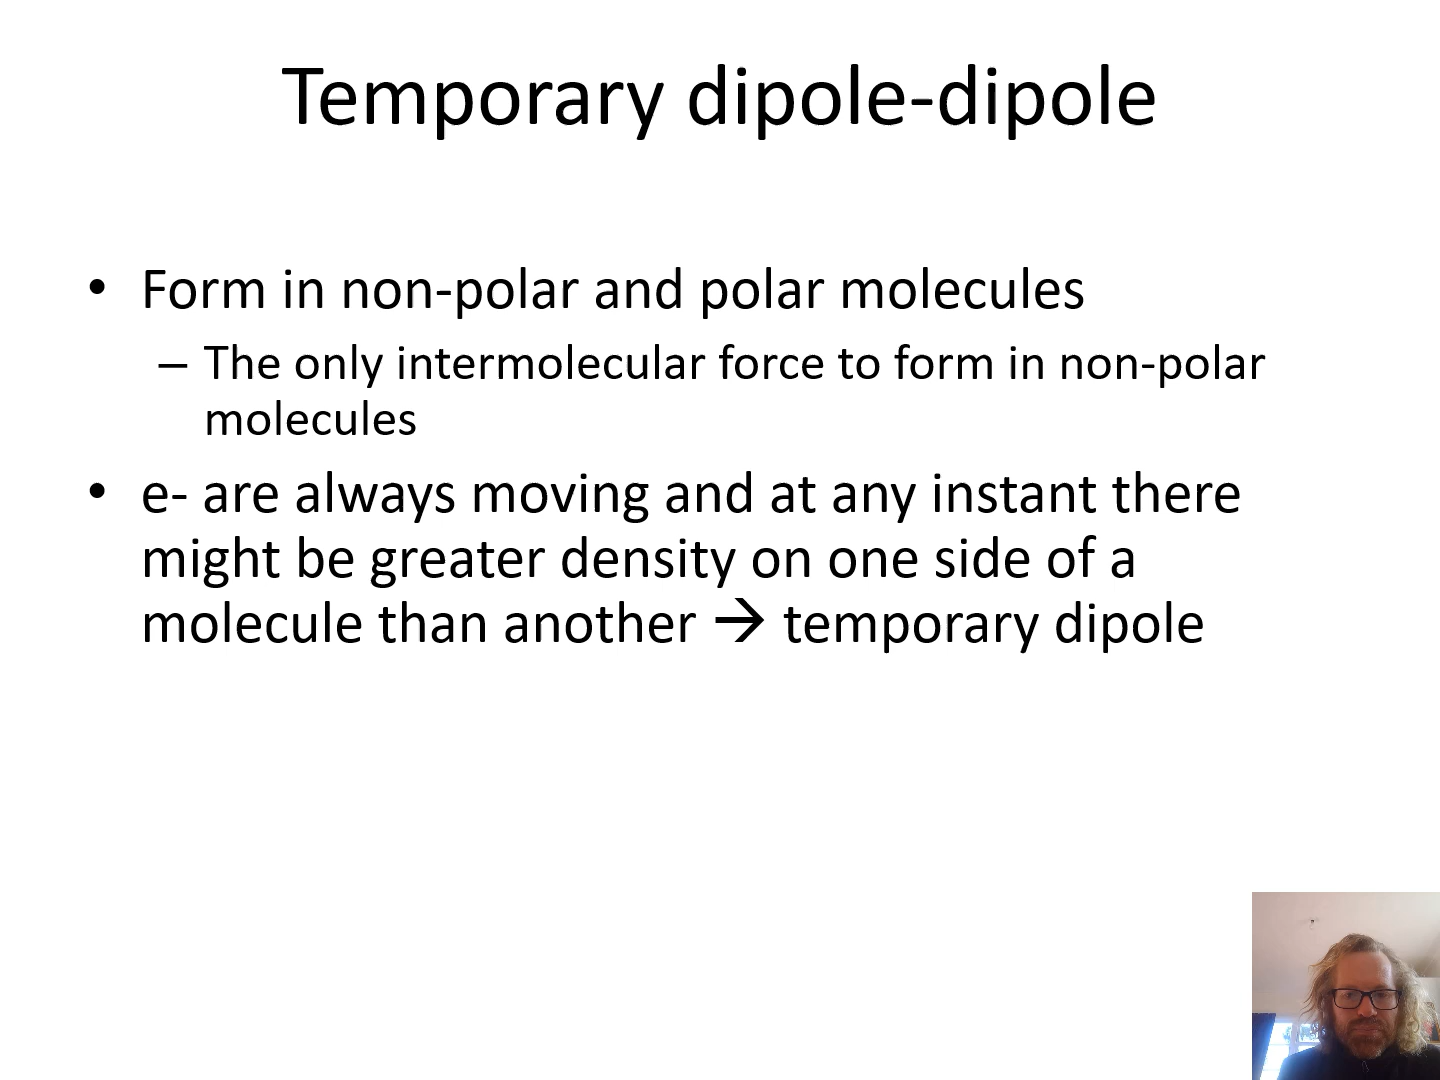 Temporary dipole-dipole
• Form in non-polar and polar molecules
– The only intermolecular force to form in non-polar
molecules
• e- are always moving and at any instant there
might be greater density on one side of a
molecule than another → temporary dipole